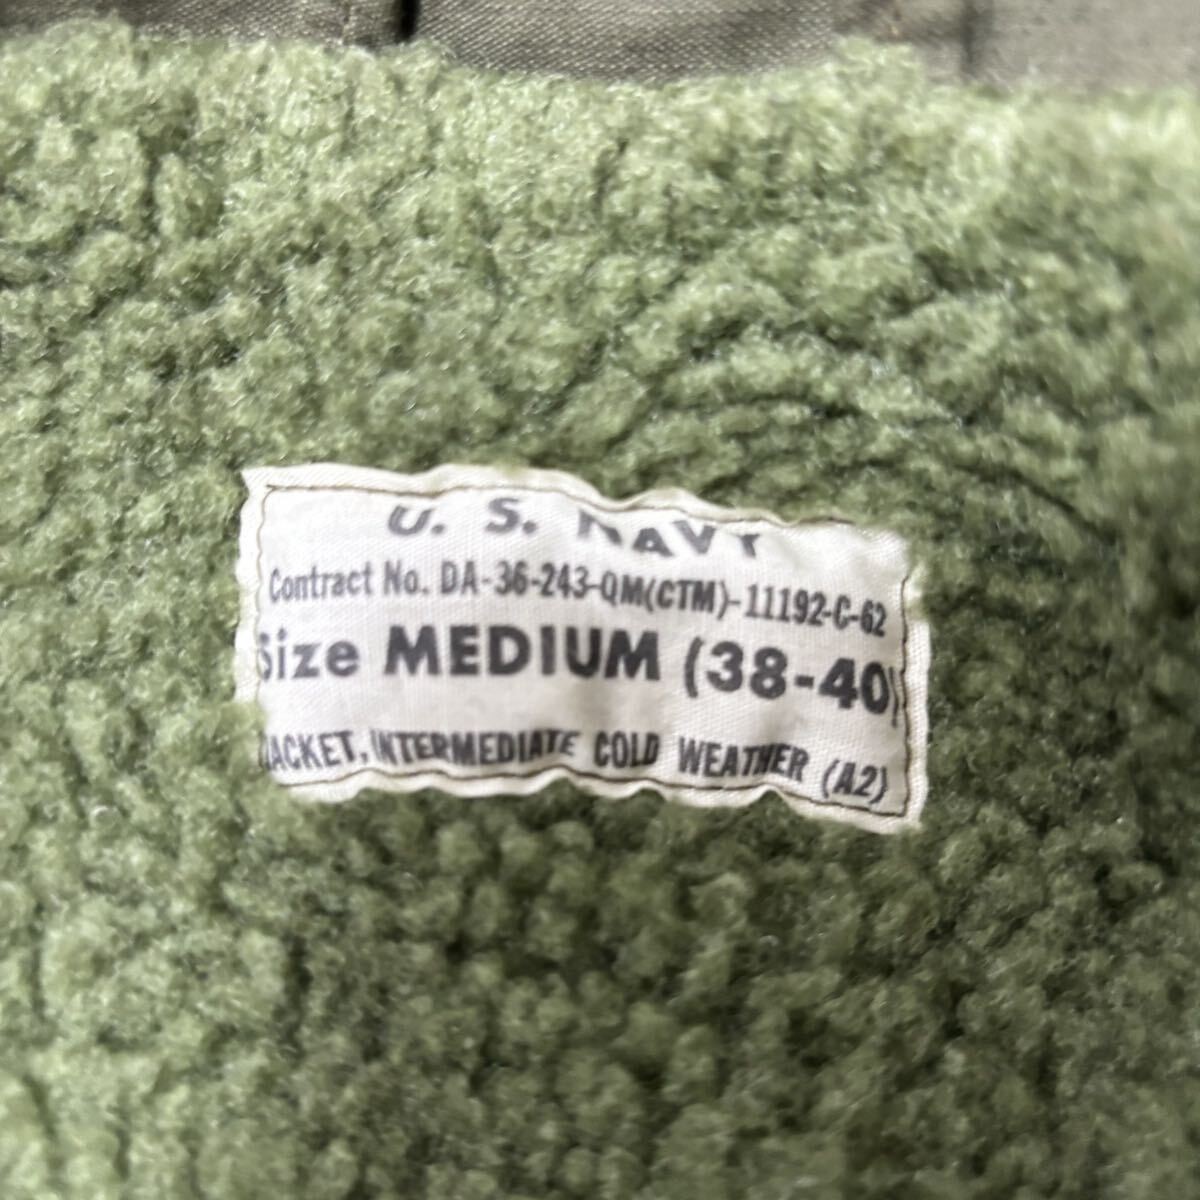 U. S. NAVY
Contract No. DA-36-243-QM(CTM)-11192-C-62
Size MEDIUM (38-40)
JACKET, INTERMEDIATE COLD WEATHER (A2)